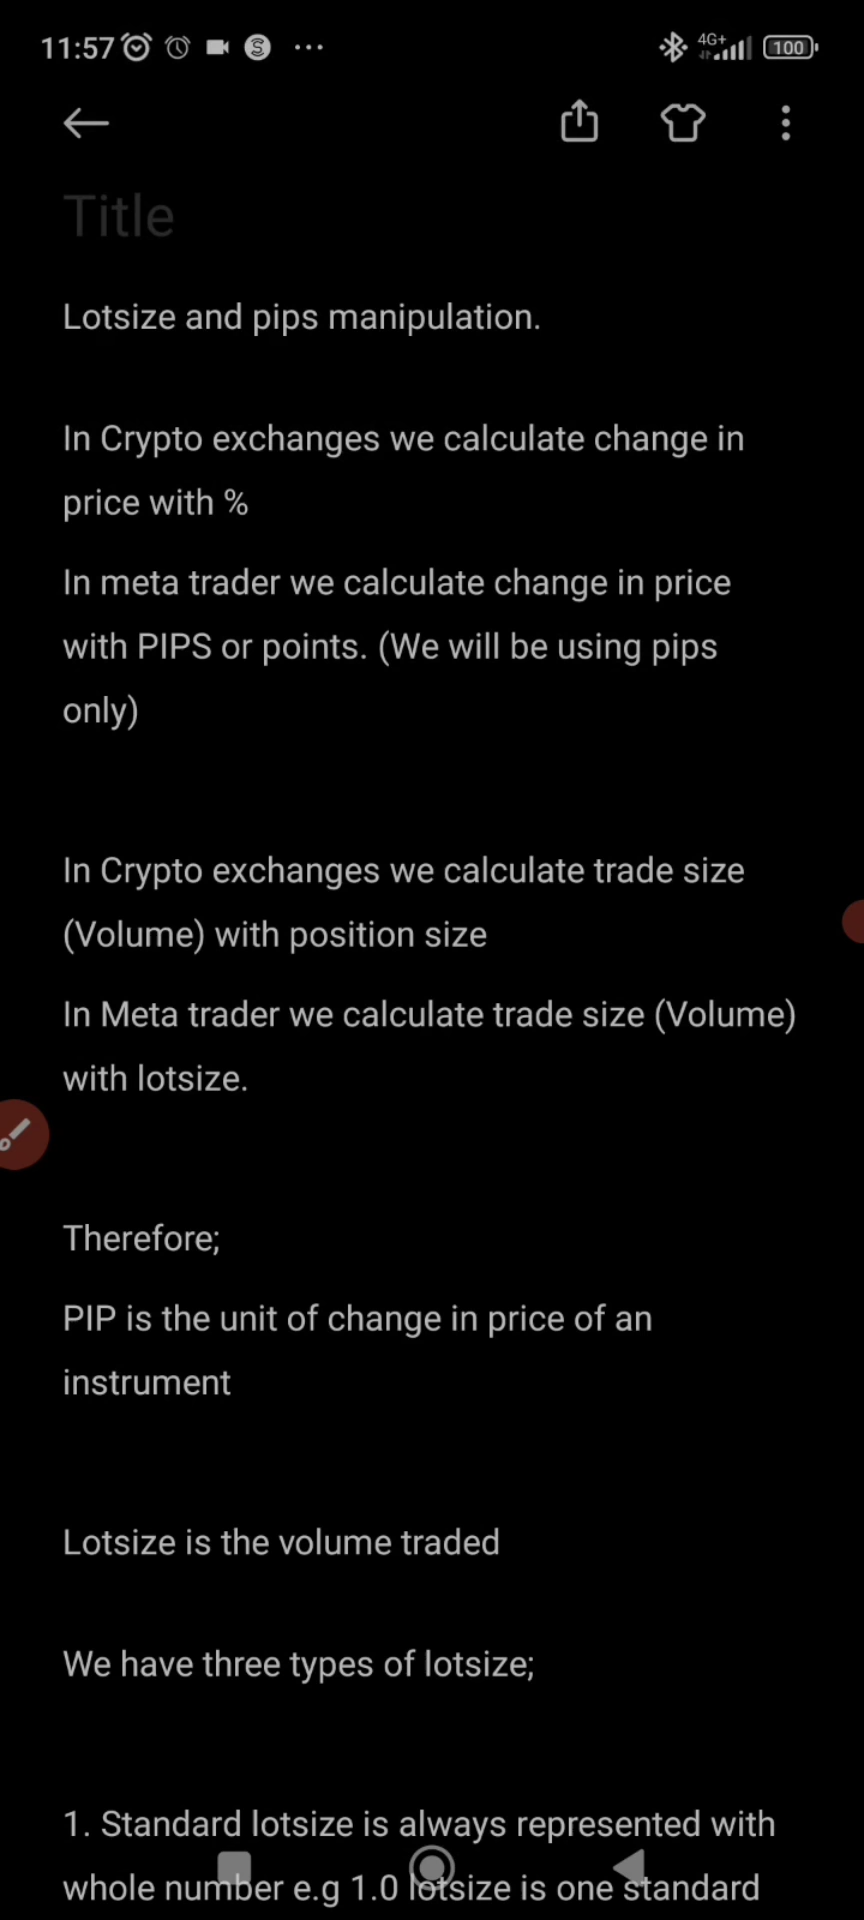 11:57 S ... 4G+ 100
Title
Lotsize and pips manipulation.
In Crypto exchanges we calculate change in
price with %
In meta trader we calculate change in price
with PIPS or points. (We will be using pips
only)
In Crypto exchanges we calculate trade size
(Volume) with position size
In Meta trader we calculate trade size (Volume)
with lotsize.
Therefore;
PIP is the unit of change in price of an
instrument
Lotsize is the volume traded
We have three types of lotsize;
1. Standard lotsize is always represented with
whole number e.g 1.0 lotsize is one standard